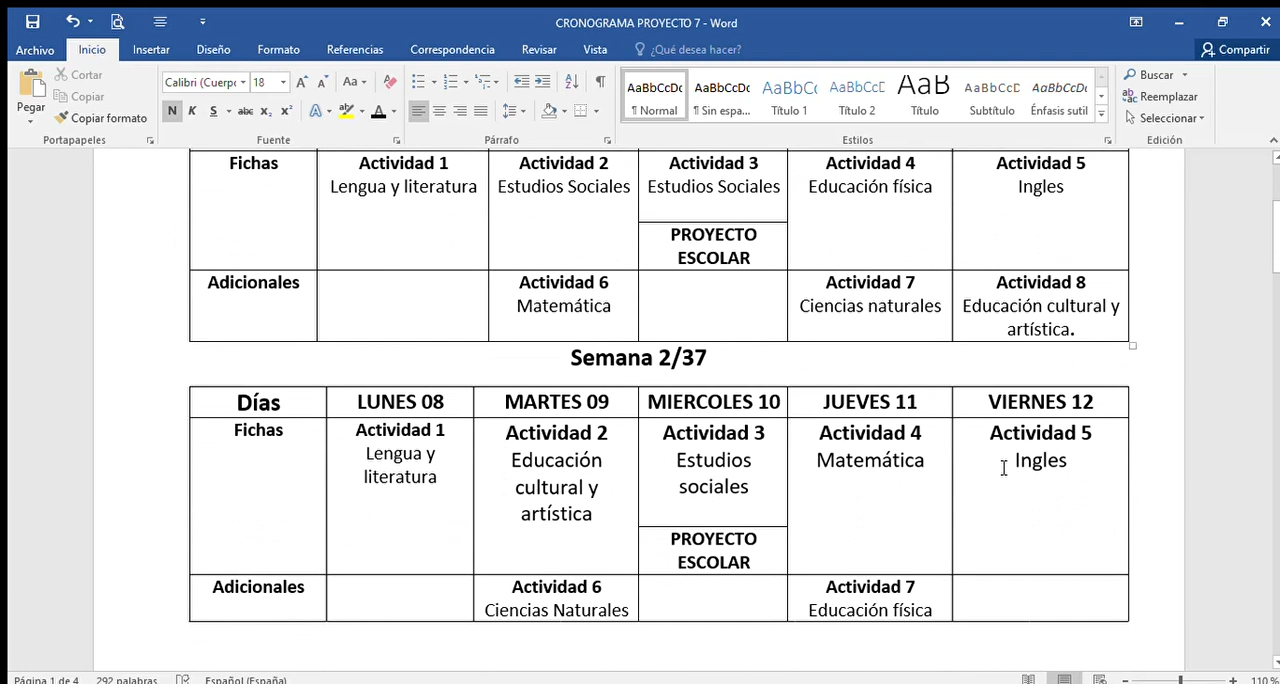 CRONOGRAMA PROYECTO 7 - Word
Archivo Inicio Insertar Diseño Formato Referencias Correspondencia Revisar Vista ¿Qué desea hacer? Compartir
Pegar
Cortar
Copiar
Copiar formato
Portapapeles
Calibri (Cuerpc 18
N K S abc x₂ x²
Fuente
Párrafo
AaBbCcDc AaBbCcDc AaBbCc AaBbCcD AaB AaBbCcD AaBbCcDc
¶ Normal ¶ Sin espa... Título 1 Título 2 Título Subtítulo Énfasis sutil
Estilos
Buscar
Reemplazar
Seleccionar
Edición
Fichas Actividad 1 Actividad 2 Actividad 3 Actividad 4 Actividad 5
Lengua y literatura Estudios Sociales Estudios Sociales Educación física Ingles
PROYECTO
ESCOLAR
Adicionales Actividad 6 Actividad 7 Actividad 8
Matemática Ciencias naturales Educación cultural y
artística.
Semana 2/37
Días LUNES 08 MARTES 09 MIERCOLES 10 JUEVES 11 VIERNES 12
Fichas Actividad 1 Actividad 2 Actividad 3 Actividad 4 Actividad 5
Lengua y
literatura
Educación
cultural y
artística
Estudios
sociales
Matemática
Ingles
PROYECTO
ESCOLAR
Adicionales Actividad 6 Actividad 7
Ciencias Naturales Educación física
Página 1 de 4 292 palabras Español (España) 110 %